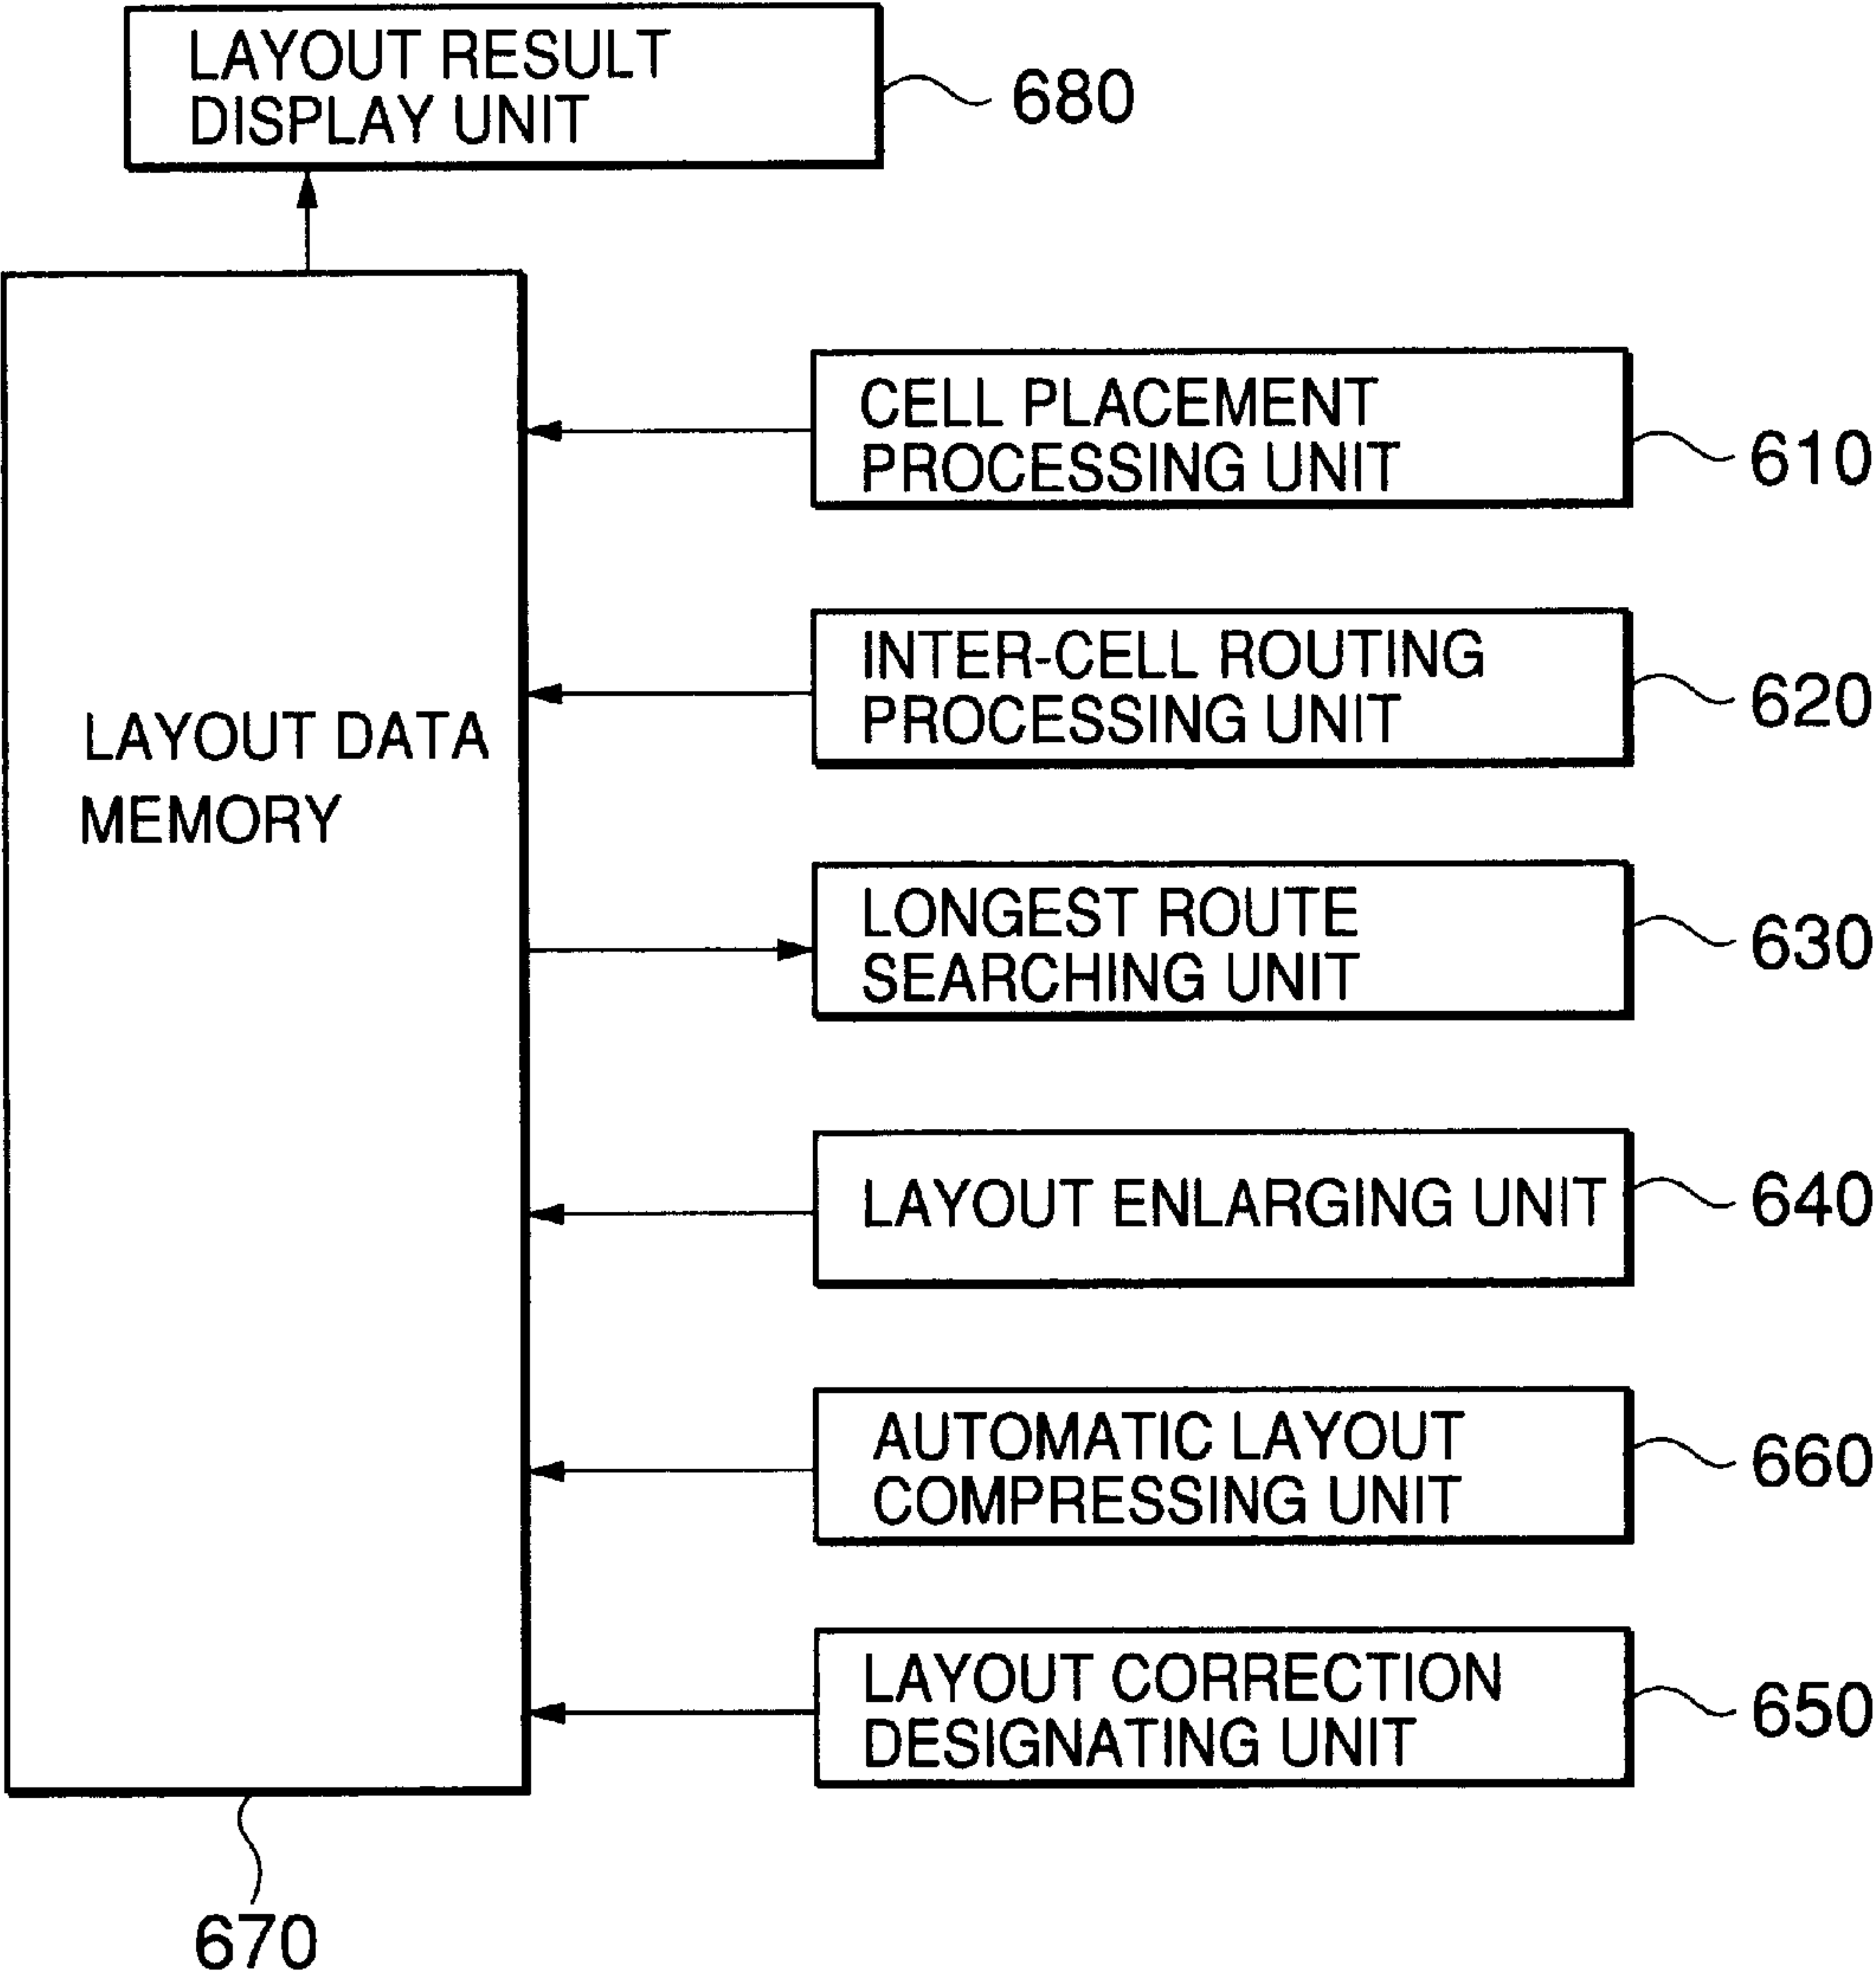 LAYOUT RESULT
DISPLAY UNIT
680
CELL PLACEMENT
PROCESSING UNIT
610
INTER-CELL ROUTING
PROCESSING UNIT
620
LAYOUT DATA
MEMORY
LONGEST ROUTE
SEARCHING UNIT
630
LAYOUT ENLARGING UNIT
640
AUTOMATIC LAYOUT
COMPRESSING UNIT
660
LAYOUT CORRECTION
DESIGNATING UNIT
650
670